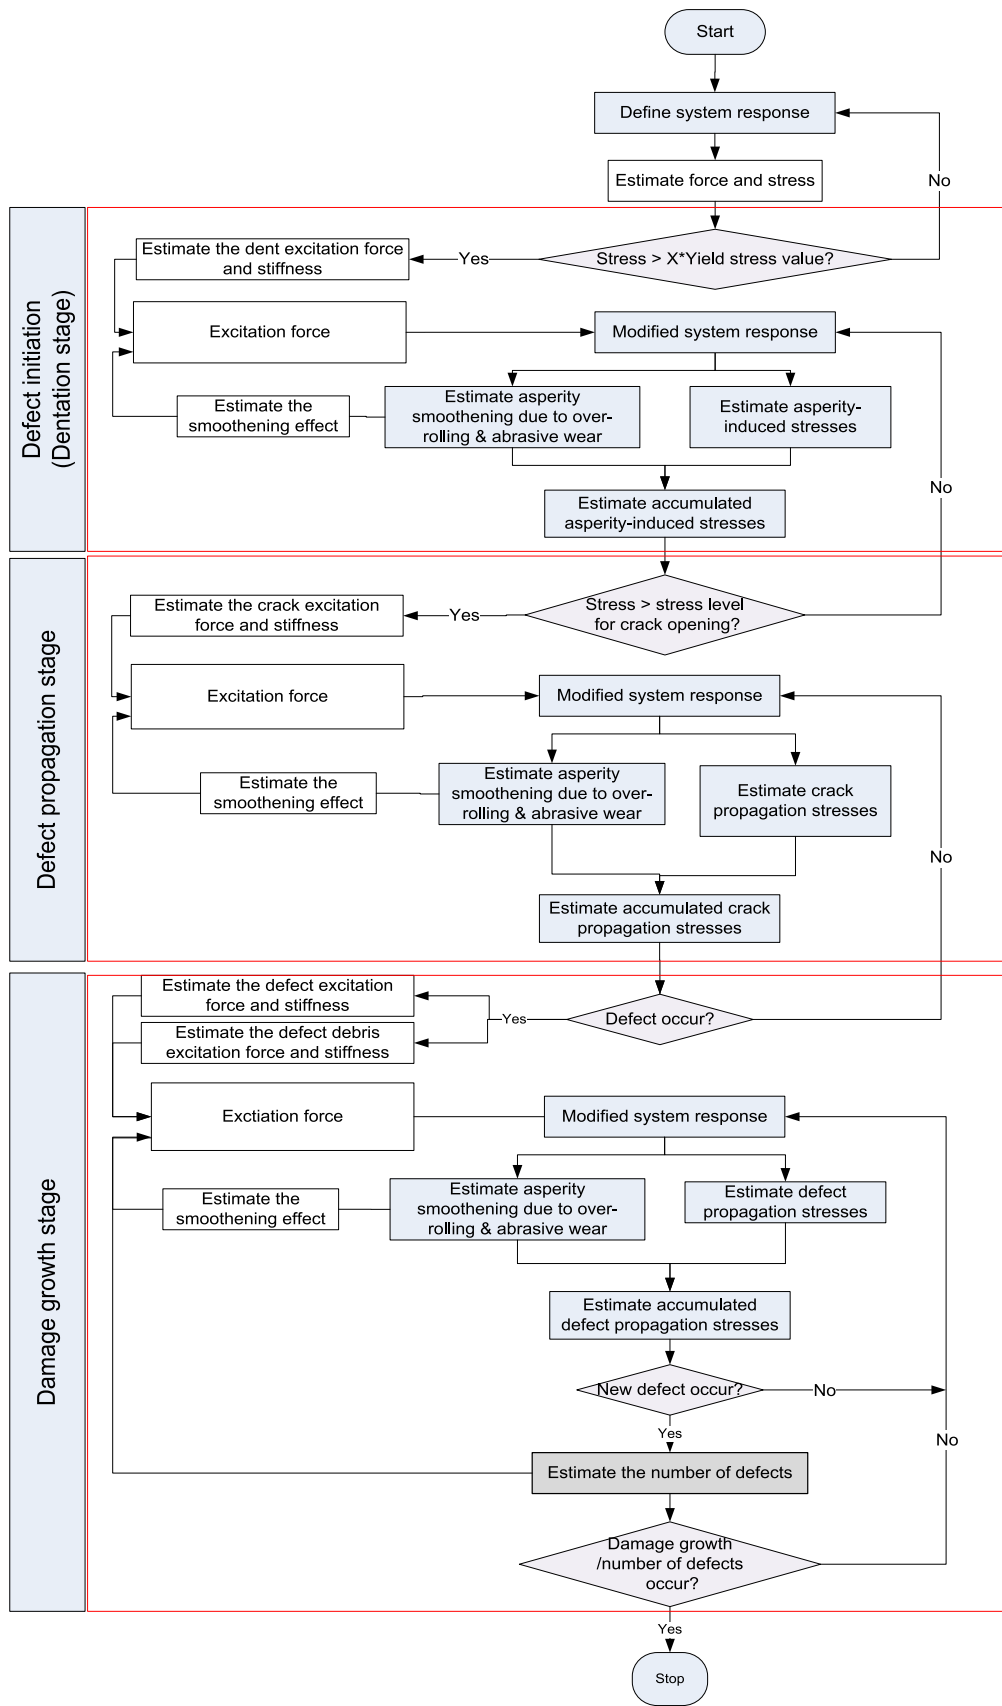 Start
Define system response
Estimate force and stress
No
Defect initiation
(Dentation stage)
Estimate the dent excitation force
and stiffness
Yes
Stress > X*Yield stress value?
Excitation force
Modified system response
Estimate the
smoothening effect
Estimate asperity
smoothening due to over-
rolling & abrasive wear
Estimate asperity-
induced stresses
No
Estimate accumulated
asperity-induced stresses
Defect propagation stage
Estimate the crack excitation
force and stiffness
Yes
Stress > stress level
for crack opening?
Excitation force
Modified system response
Estimate the
smoothening effect
Estimate asperity
smoothening due to over-
rolling & abrasive wear
Estimate crack
propagation stresses
No
Estimate accumulated crack
propagation stresses
Damage growth stage
Estimate the defect excitation
force and stiffness
Yes
Defect occur?
Estimate the defect debris
excitation force and stiffness
Exctiation force
Modified system response
Estimate the
smoothening effect
Estimate asperity
smoothening due to over-
rolling & abrasive wear
Estimate defect
propagation stresses
Estimate accumulated
defect propagation stresses
New defect occur?
No
Yes
No
Estimate the number of defects
Damage growth
/number of defects
occur?
Yes
Stop